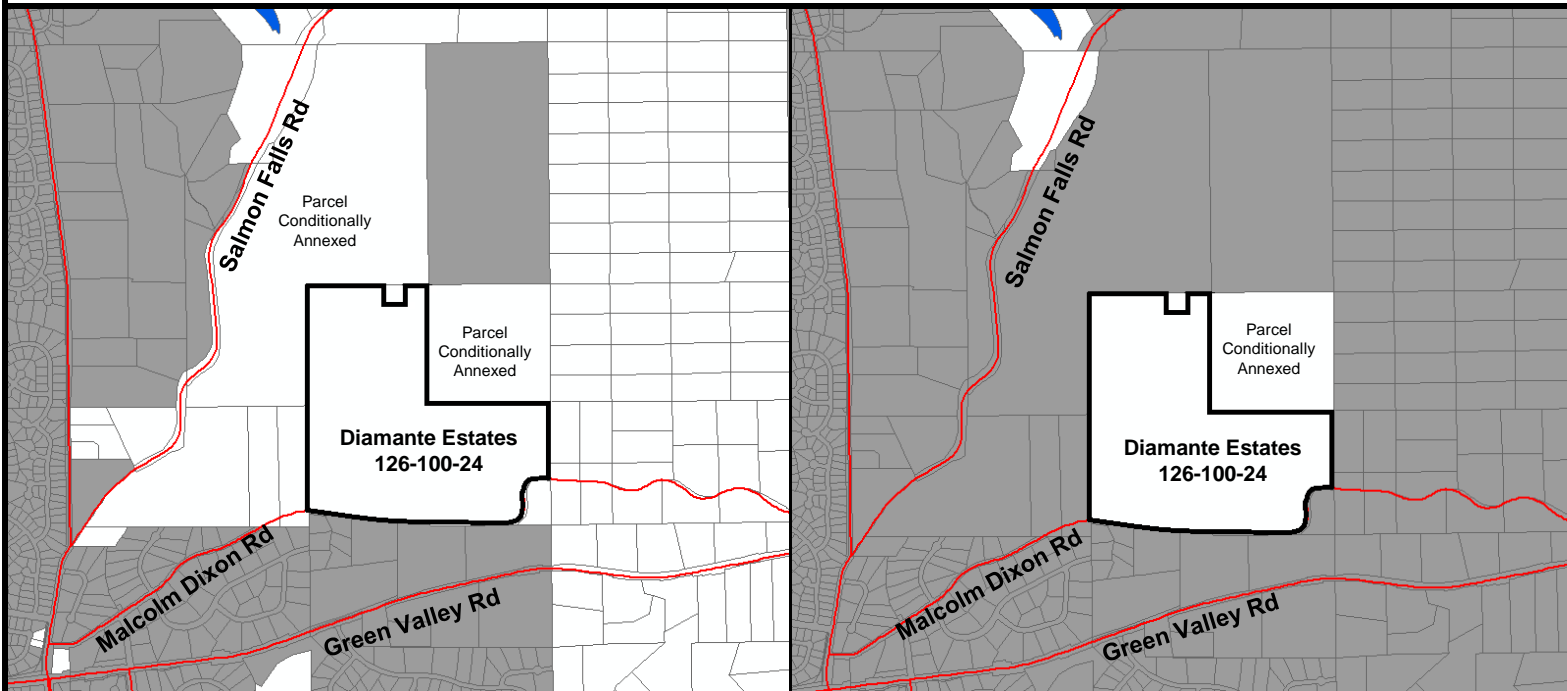 Salmon Falls Rd
Parcel
Conditionally
Annexed
Parcel
Conditionally
Annexed
Diamante Estates
126-100-24
Malcolm Dixon Rd
Green Valley Rd
Salmon Falls Rd
Parcel
Conditionally
Annexed
Diamante Estates
126-100-24
Malcolm Dixon Rd
Green Valley Rd